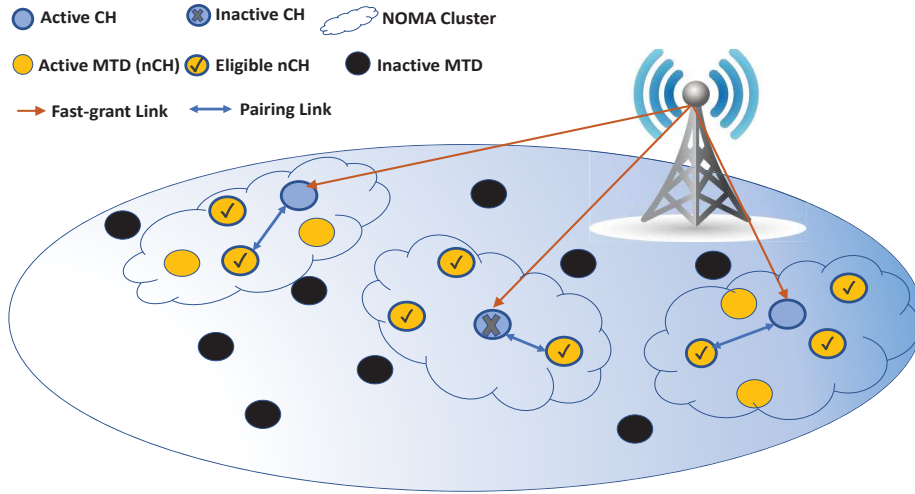 Active CH
Inactive CH
NOMA Cluster
Active MTD (nCH)
Eligible nCH
Inactive MTD
Fast-grant Link
Pairing Link